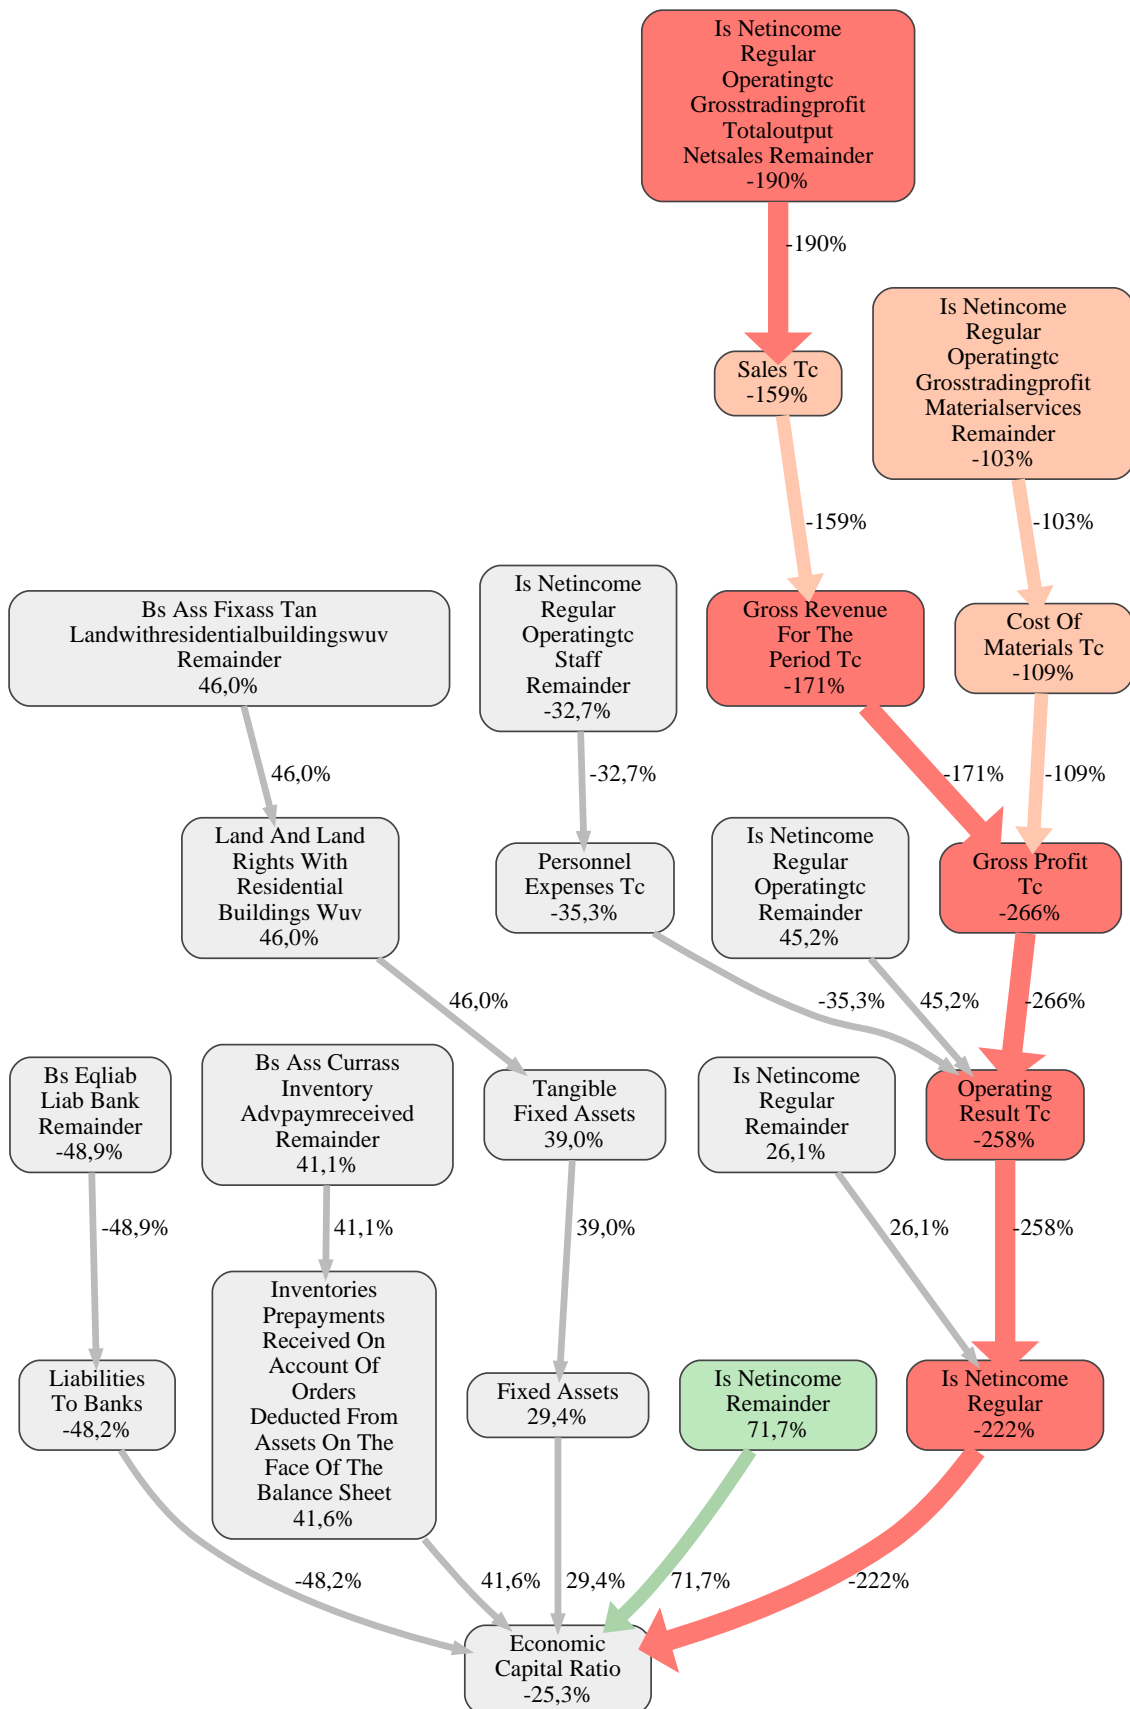 Is Netincome
Regular
Operatingtc
Grosstradingprofit
Totaloutput
Netsales Remainder
-190%
-190%
Is Netincome
Regular
Operatingtc
Grosstradingprofit
Materialservices
Remainder
-103%
Sales Tc
-159%
-159%
-103%
Bs Ass Fixass Tan
Landwithresidentialbuildingswuv
Remainder
46,0%
Is Netincome
Regular
Operatingtc
Staff
Remainder
-32,7%
Gross Revenue
For The
Period Tc
-171%
Cost Of
Materials Tc
-109%
46,0%
-32,7%
-171%
-109%
Land And Land
Rights With
Residential
Buildings Wuv
46,0%
Personnel
Expenses Tc
-35,3%
Is Netincome
Regular
Operatingtc
Remainder
45,2%
Gross Profit
Tc
-266%
46,0%
-35,3%
45,2%
-266%
Bs Eqliab
Liab Bank
Remainder
-48,9%
Bs Ass Currass
Inventory
Advpaymreceived
Remainder
41,1%
Tangible
Fixed Assets
39,0%
Is Netincome
Regular
Remainder
26,1%
Operating
Result Tc
-258%
-48,9%
41,1%
39,0%
26,1%
-258%
Liabilities
To Banks
-48,2%
Inventories
Prepayments
Received On
Account Of
Orders
Deducted From
Assets On The
Face Of The
Balance Sheet
41,6%
Fixed Assets
29,4%
Is Netincome
Remainder
71,7%
Is Netincome
Regular
-222%
-48,2%
41,6%
29,4%
71,7%
-222%
Economic
Capital Ratio
-25,3%